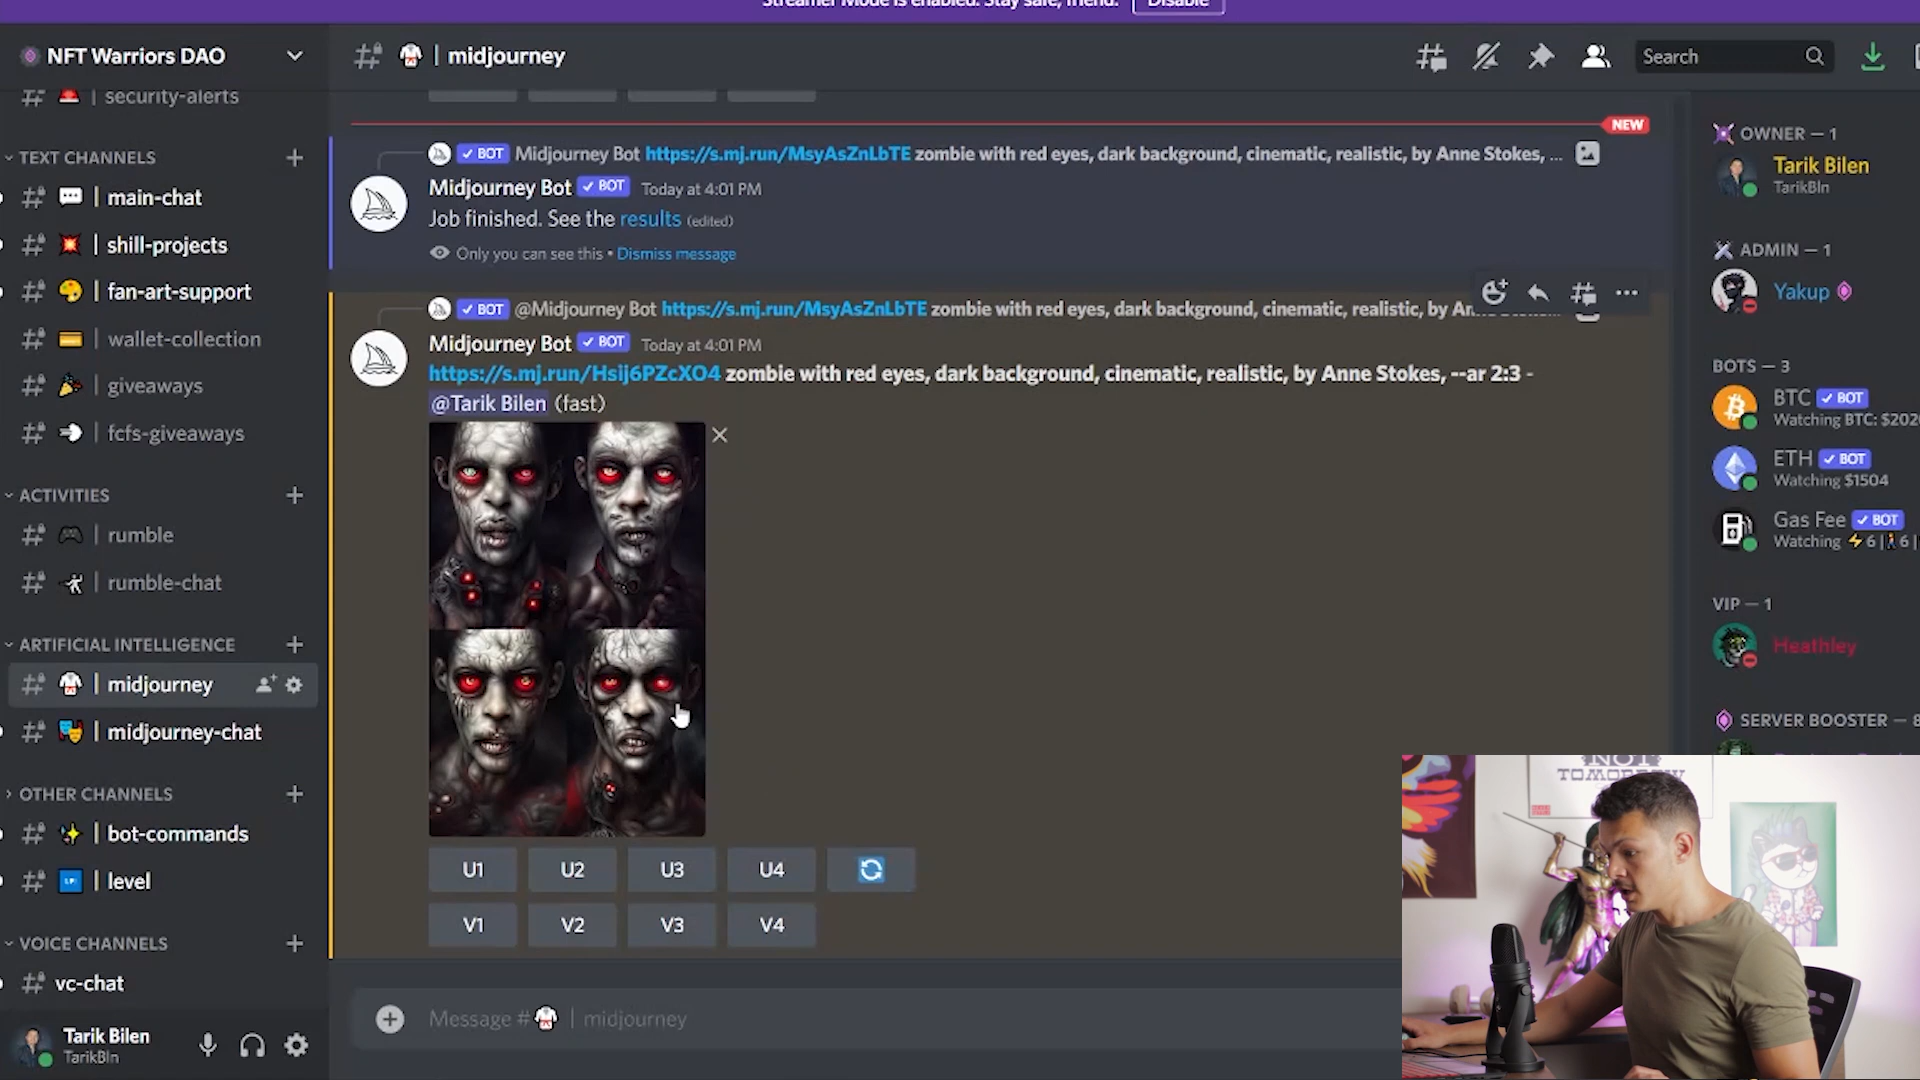 Streamer Mode is enabled. Stay safe, friend. Disable
NFT Warriors DAO
security-alerts
TEXT CHANNELS
main-chat
shill-projects
fan-art-support
wallet-collection
giveaways
fcfs-giveaways
ACTIVITIES
rumble
rumble-chat
ARTIFICIAL INTELLIGENCE
midjourney
midjourney-chat
OTHER CHANNELS
bot-commands
level
VOICE CHANNELS
vc-chat
Tarik Bilen
TarikBln
| midjourney
Search
NEW
✓ BOT Midjourney Bot https://s.mj.run/MsyAsZnLbTE zombie with red eyes, dark background, cinematic, realistic, by Anne Stokes, ...
Midjourney Bot ✓ BOT Today at 4:01 PM
Job finished. See the results (edited)
Only you can see this • Dismiss message
✓ BOT @Midjourney Bot https://s.mj.run/MsyAsZnLbTE zombie with red eyes, dark background, cinematic, realistic, by Anne Stokes...
Midjourney Bot ✓ BOT Today at 4:01 PM
https://s.mj.run/Hsij6PZcXO4 zombie with red eyes, dark background, cinematic, realistic, by Anne Stokes, --ar 2:3 -
@Tarik Bilen (fast)
U1 U2 U3 U4
V1 V2 V3 V4
Message # | midjourney
OWNER — 1
Tarik Bilen
TarikBln
ADMIN — 1
Yakup
BOTS — 3
BTC ✓ BOT
Watching BTC: $202
ETH ✓ BOT
Watching $1504
Gas Fee ✓ BOT
Watching 6 | 6 |
VIP — 1
Heathley
SERVER BOOSTER — 8
NOT
TOMORROW